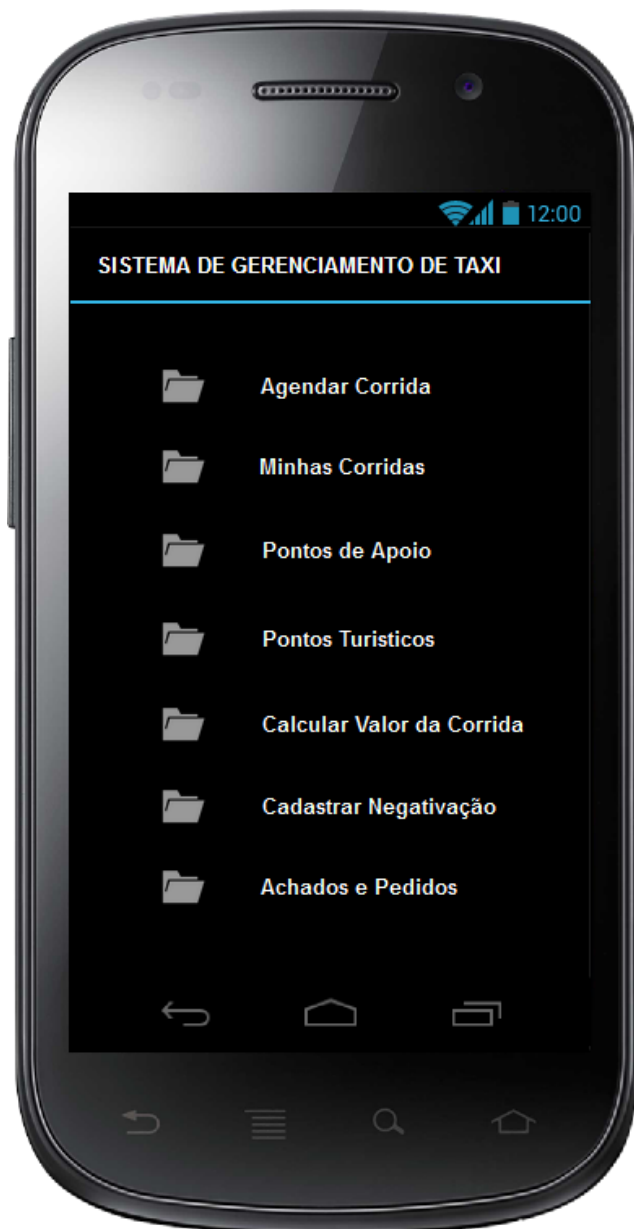 12:00
SISTEMA DE GERENCIAMENTO DE TAXI
Agendar Corrida
Minhas Corridas
Pontos de Apoio
Pontos Turisticos
Calcular Valor da Corrida
Cadastrar Negativação
Achados e Pedidos